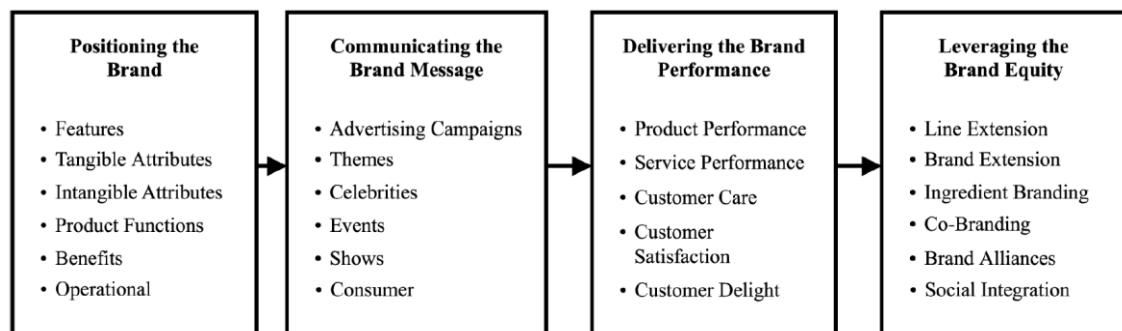 Positioning the
Brand
• Features
• Tangible Attributes
• Intangible Attributes
• Product Functions
• Benefits
• Operational
Communicating the
Brand Message
• Advertising Campaigns
• Themes
• Celebrities
• Events
• Shows
• Consumer
Delivering the Brand
Performance
• Product Performance
• Service Performance
• Customer Care
• Customer
Satisfaction
• Customer Delight
Leveraging the
Brand Equity
• Line Extension
• Brand Extension
• Ingredient Branding
• Co-Branding
• Brand Alliances
• Social Integration